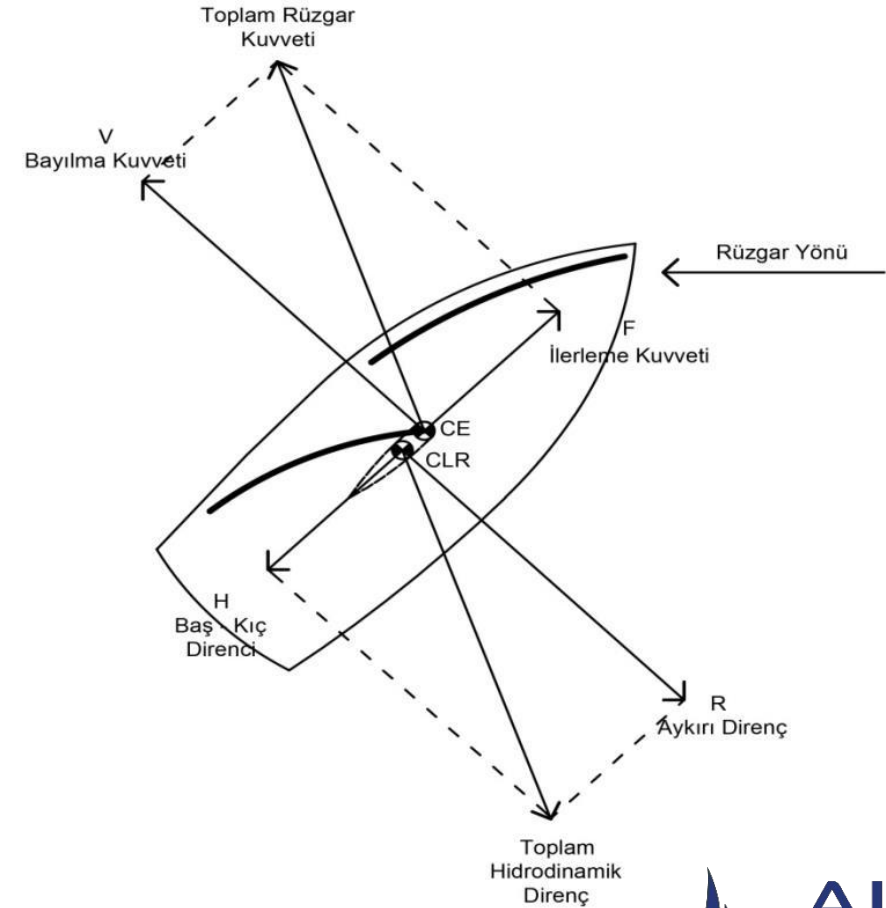 Toplam Rüzgar
Kuvveti
V
Bayılma Kuvveti
Rüzgar Yönü
F
İlerleme Kuvveti
CE
CLR
H
Baş - Kıç
Direnci
R
Aykırı Direnç
Toplam
Hidrodinamik
Direnç